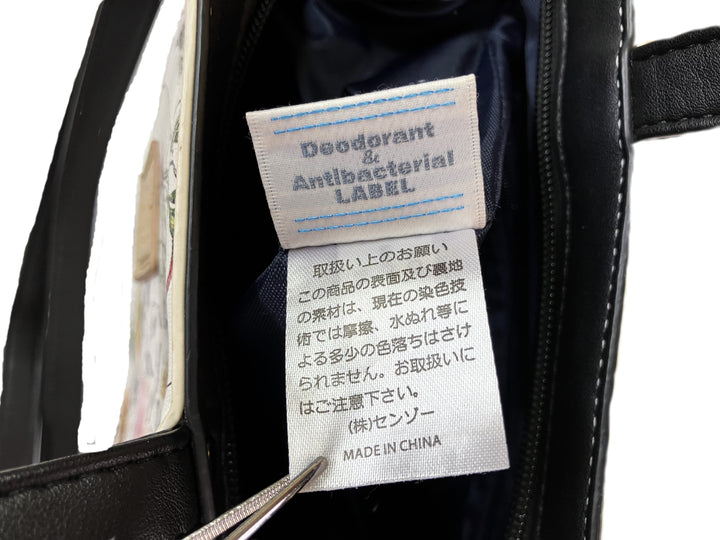 Deodorant
&
Antibacterial
LABEL
取扱い上のお願い
この商品の表面及び裏地
の素材は、現在の染色技
術では摩擦、水ぬれ等に
よる多少の色落ちはさけ
られません。お取扱いに
はご注意下さい。
(株)センゾー
MADE IN CHINA